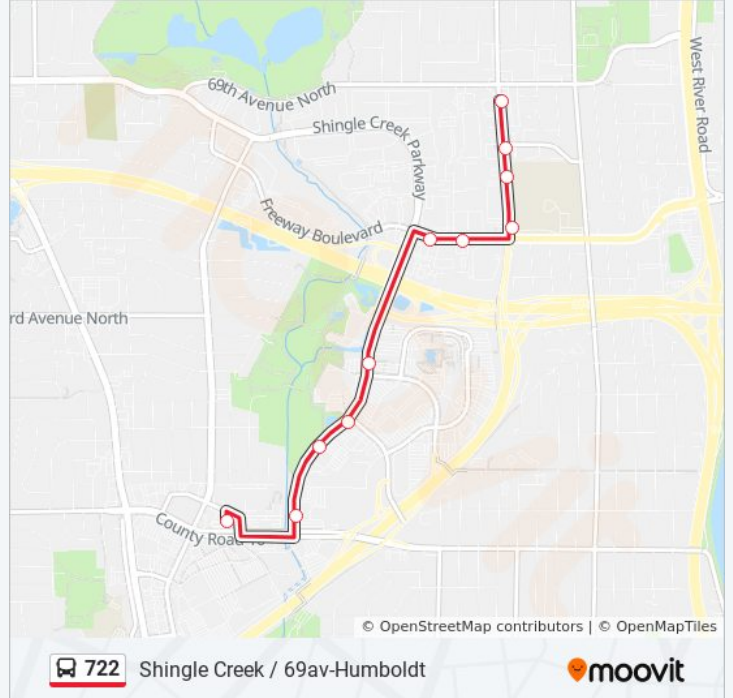 69th Avenue North
West River Road
Shingle Creek Parkway
Freeway Boulevard
rd Avenue North
County Road 10
© OpenStreetMap contributors | © OpenMapTiles
722 Shingle Creek / 69av-Humboldt
moovit